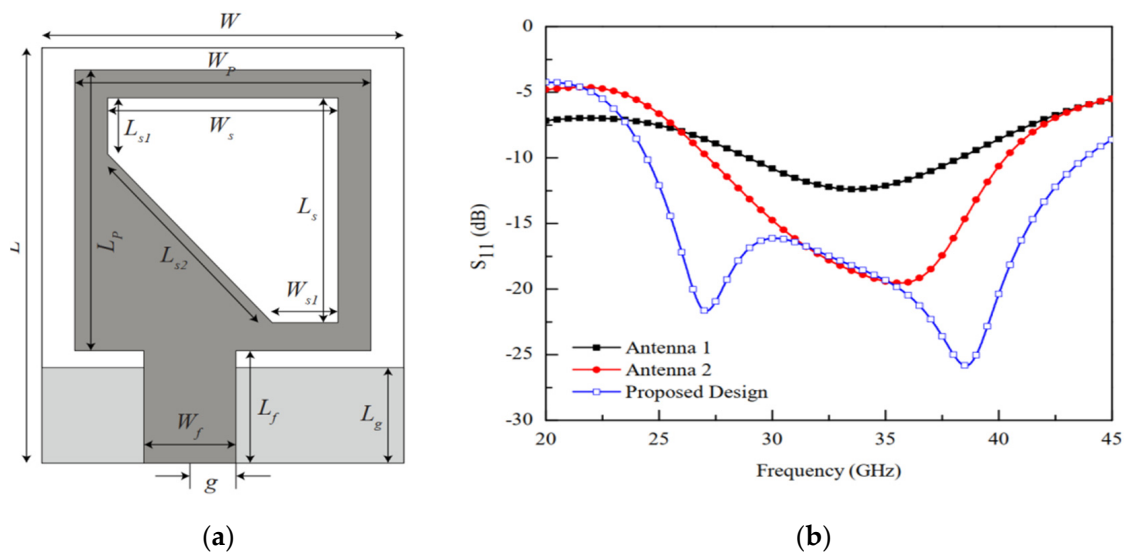 W
W_P
L_s1
W_s
L_s
L_P
L_s2
W_s1
L
L_f
L_g
W_f
g
(a)
0
-5
-10
-15
-20
-25
-30
S_11 (dB)
Antenna 1
Antenna 2
Proposed Design
20 25 30 35 40 45
Frequency (GHz)
(b)